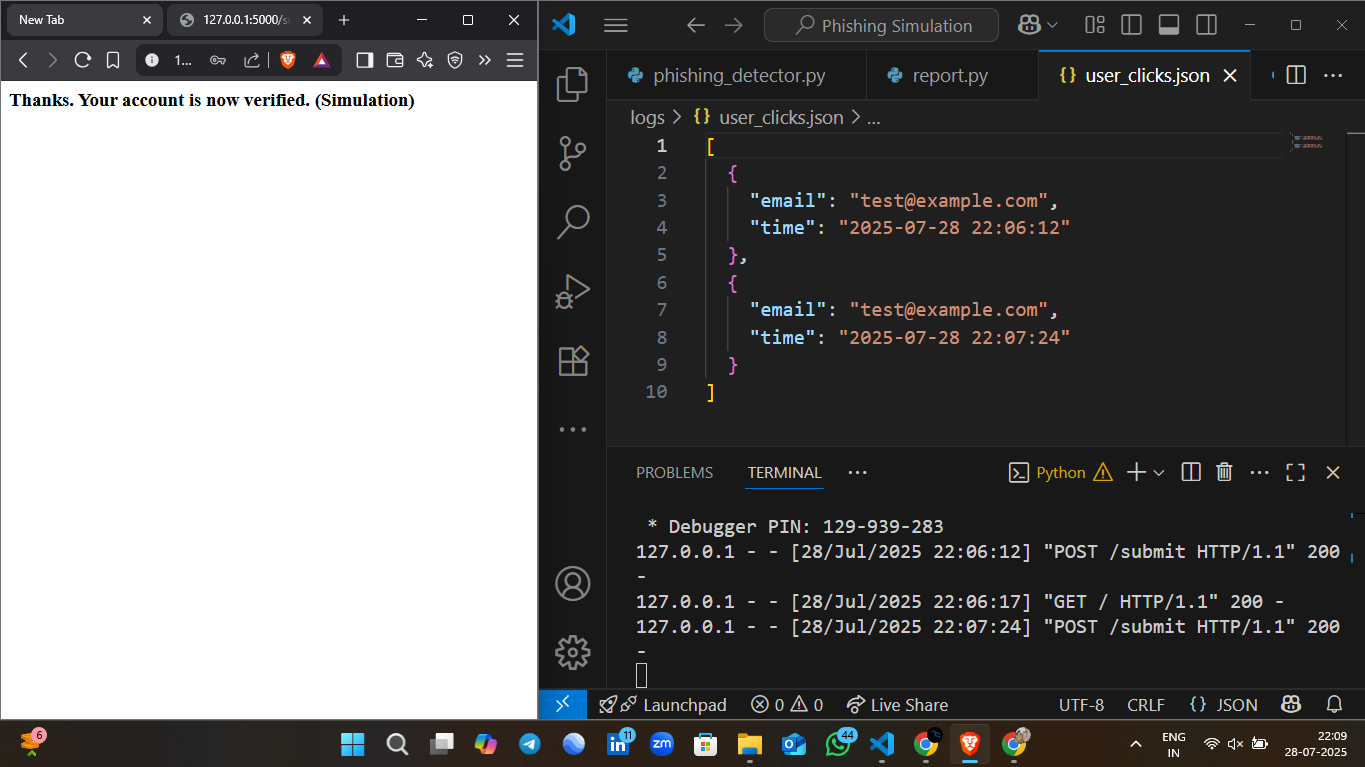 New Tab
127.0.0.1:5000/s
1...
Thanks. Your account is now verified. (Simulation)
Phishing Simulation
phishing_detector.py
report.py
{} user_clicks.json
logs > {} user_clicks.json > ...
1 [
2 {
3 "email": "test@example.com",
4 "time": "2025-07-28 22:06:12"
5 },
6 {
7 "email": "test@example.com",
8 "time": "2025-07-28 22:07:24"
9 }
10 ]
PROBLEMS TERMINAL ...
Python
* Debugger PIN: 129-939-283
127.0.0.1 - - [28/Jul/2025 22:06:12] "POST /submit HTTP/1.1" 200
-
127.0.0.1 - - [28/Jul/2025 22:06:17] "GET / HTTP/1.1" 200 -
127.0.0.1 - - [28/Jul/2025 22:07:24] "POST /submit HTTP/1.1" 200
-
Launchpad 0 0 Live Share UTF-8 CRLF {} JSON
6
in 11
zm
44
ENG
IN
22:09
28-07-2025